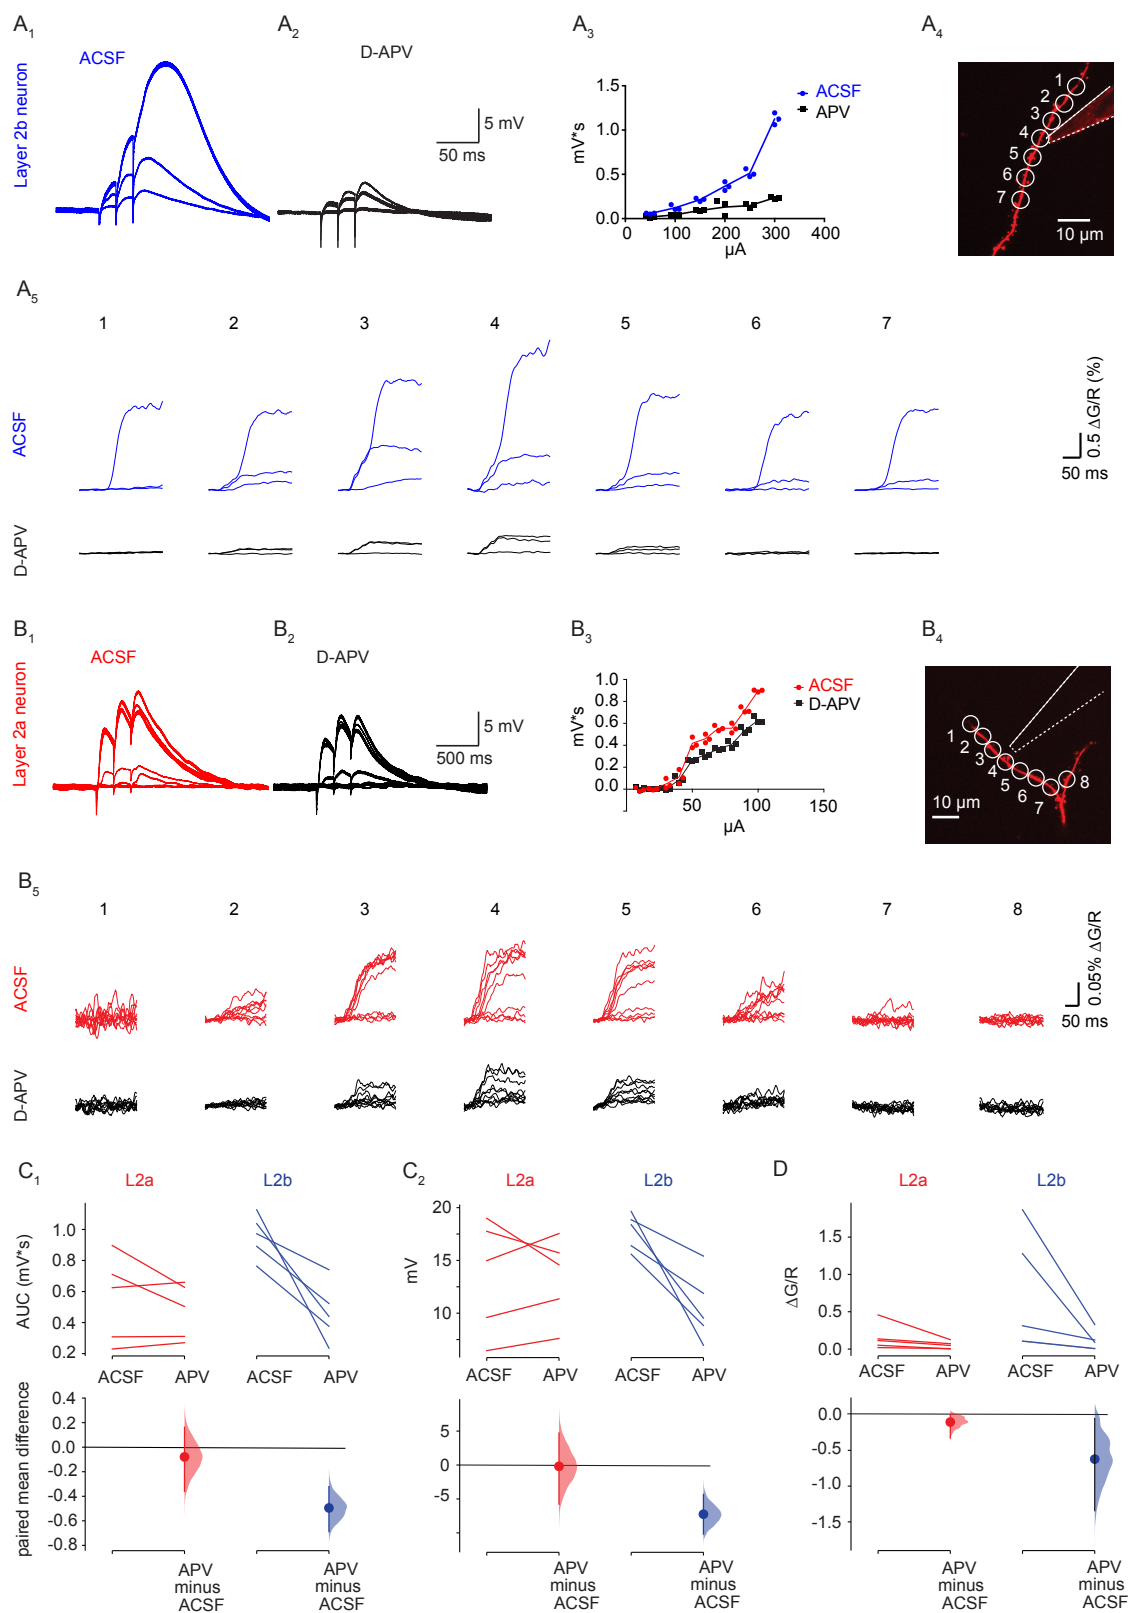 A1
A2
A3
A4
ACSF
D-APV
Layer 2b neuron
5 mV
50 ms
1.5
1.0
0.5
0.0
mV*s
0 100 200 300 400
µA
ACSF
APV
1
2
3
4
5
6
7
10 µm
A5
1 2 3 4 5 6 7
ACSF
D-APV
0.5 ΔG/R (%)
50 ms
B1
B2
B3
B4
ACSF
D-APV
Layer 2a neuron
5 mV
500 ms
1.0
0.8
0.6
0.4
0.2
0.0
mV*s
50 100 150
µA
ACSF
D-APV
1
2
3
4
5
6
7
8
10 µm
B5
1 2 3 4 5 6 7 8
ACSF
D-APV
0.05% ΔG/R
50 ms
C1
L2a L2b
AUC (mV*s)
1.0
0.8
0.6
0.4
0.2
ACSF APV ACSF APV
paired mean difference
0.4
0.2
0.0
-0.2
-0.4
-0.6
-0.8
APV
minus
ACSF
APV
minus
ACSF
C2
L2a L2b
mV
20
15
10
ACSF APV ACSF APV
5
0
-5
APV
minus
ACSF
APV
minus
ACSF
D
L2a L2b
ΔG/R
1.5
1.0
0.5
0.0
ACSF APV ACSF APV
0.0
-0.5
-1.0
-1.5
APV
minus
ACSF
APV
minus
ACSF